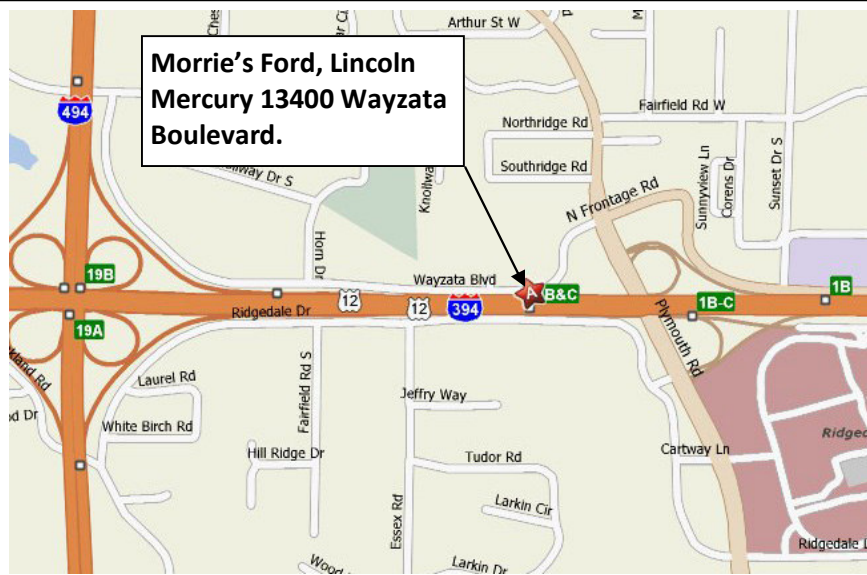 Arthur St W
Morrie’s Ford, Lincoln
Mercury 13400 Wayzata
Boulevard.
494
Fairfield Rd W
Northridge Rd
Southridge Rd
Dr S
N Frontage Rd
Sunnyview Ln
Corens Dr
Sunset Dr S
Horn Dr
19B
Wayzata Blvd
A
B&C
1B
12
12
394
1B-C
Ridgedale Dr
19A
Plymouth Rd
Rd
Laurel Rd
Fairfield Rd S
Jeffry Way
Dr
White Birch Rd
Hill Ridge Dr
Tudor Rd
Cartway Ln
Essex Rd
Larkin Cir
Larkin Dr
Ridgedale